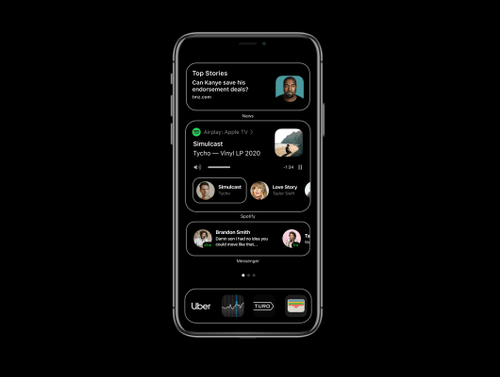 Top Stories
Can Kanye save his
endorsement deals?
tmz.com
News
Airplay: Apple TV >
Simulcast
Tycho — Vinyl LP 2020
-1:34
Simulcast
Tycho
Love Story
Taylor Swift
Spotify
Brandon Smith
Damn son I had no idea you
could move like that...
Messenger
Uber
TURO